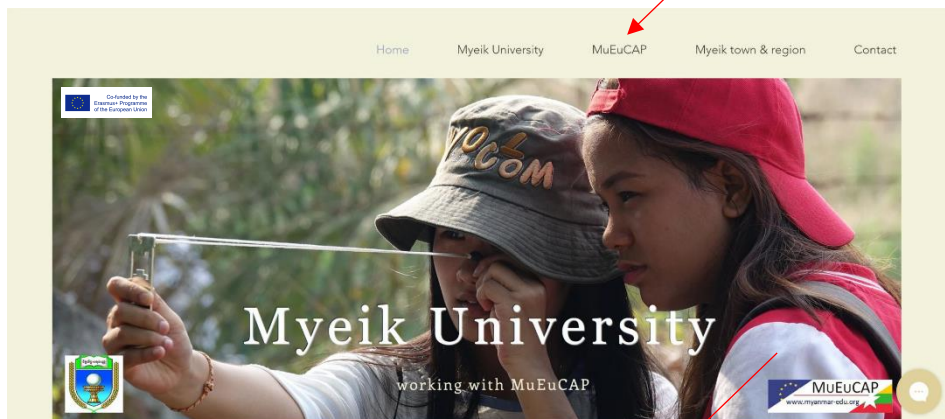 Home Myeik University MuEuCAP Myeik town & region Contact
Co-funded by the
Erasmus+ Programme
of the European Union
YOCOM
Myeik University
working with MuEuCAP
MUEUCAP
www.myanmar-edu.org